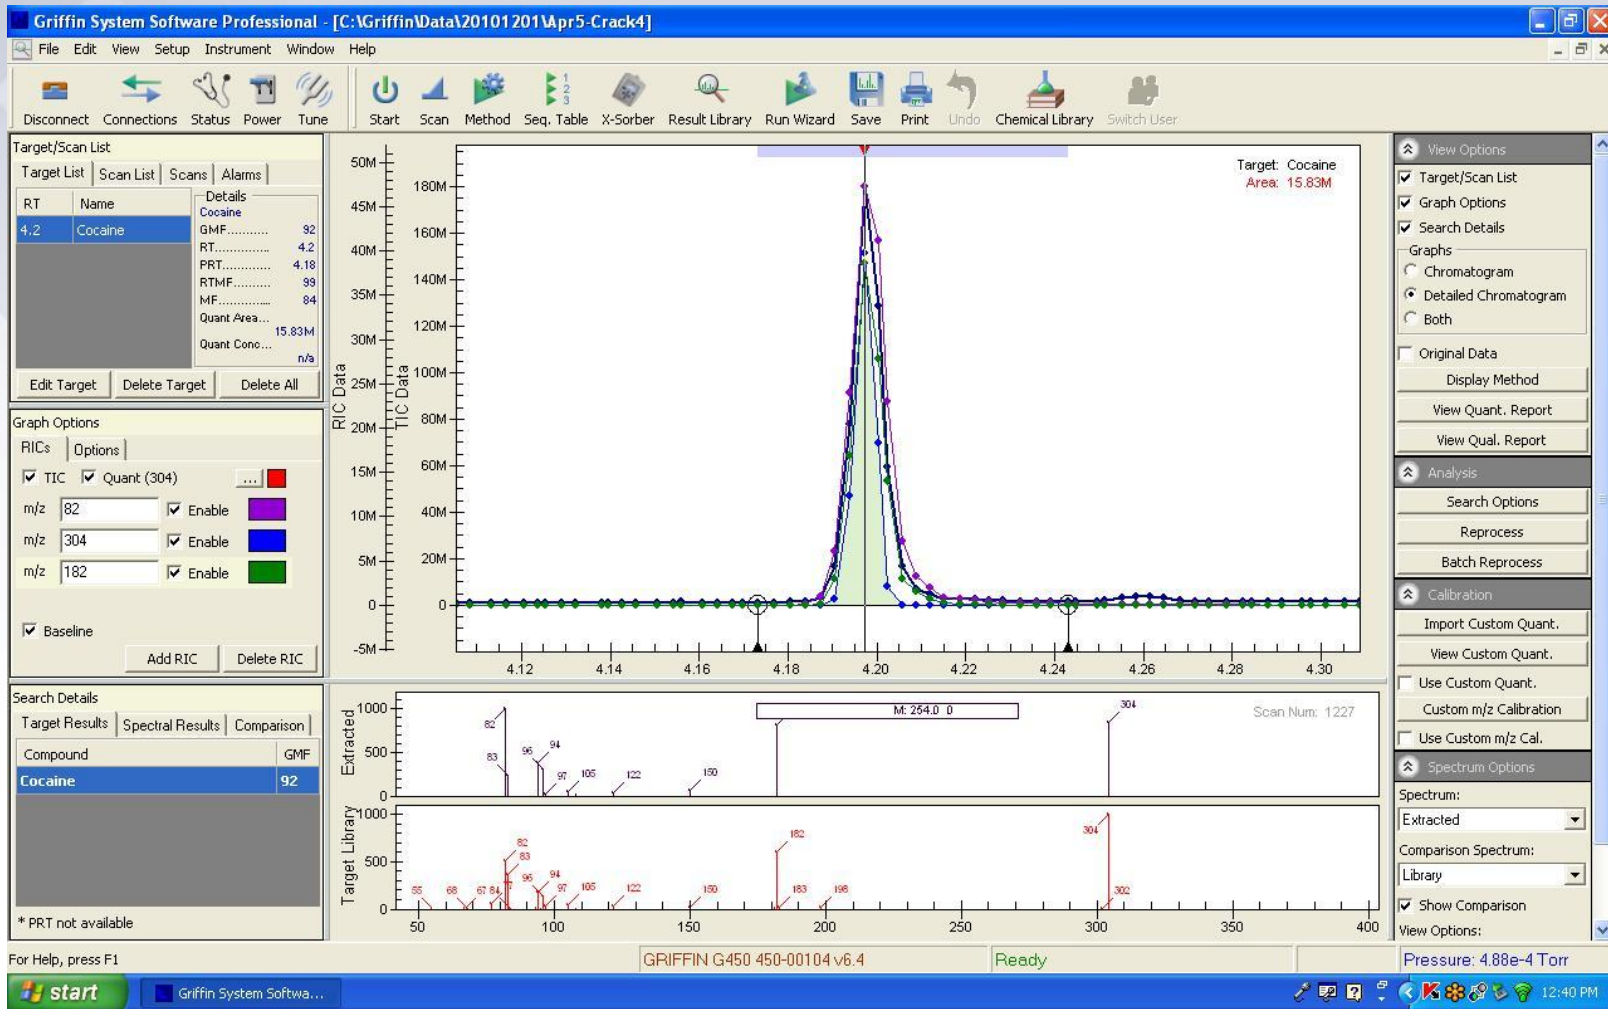 Griffin System Software Professional - [C:\Griffin\Data\20101201\Apr5-Crack4]
File Edit View Setup Instrument Window Help
Disconnect Connections Status Power Tune Start Scan Method Seq. Table X-Sorber Result Library Run Wizard Save Print Undo Chemical Library Switch User
Target/Scan List
Target List Scan List Scans Alarms
RT Name
4.2 Cocaine
Details
Cocaine
GMF.......... 92
RT.............. 4.2
PRT............ 4.18
RTMF......... 99
MF.............. 84
Quant Area...
15.83M
Quant Conc...
n/a
Edit Target Delete Target Delete All
Graph Options
RICs Options
TIC Quant (304) ...
m/z 82 Enable
m/z 304 Enable
m/z 182 Enable
Baseline
Add RIC Delete RIC
Search Details
Target Results Spectral Results Comparison
Compound GMF
Cocaine 92
* PRT not available
RIC Data
50M
45M
40M
35M
30M
25M
20M
15M
10M
5M
0
-5M
TIC Data
180M
160M
140M
120M
100M
80M
60M
40M
20M
0
Target: Cocaine
Area: 15.83M
4.12 4.14 4.16 4.18 4.20 4.22 4.24 4.26 4.28 4.30
Extracted
1000
500
0
82 83 96 94 97 105 122 150 304
M: 254.0 0
Scan Num: 1227
Target Library
1000
500
0
55 68 67 84 82 83 96 94 97 105 122 150 182 183 198 304 302
50 100 150 200 250 300 350 400
View Options
Target/Scan List
Graph Options
Search Details
Graphs
Chromatogram
Detailed Chromatogram
Both
Original Data
Display Method
View Quant. Report
View Qual. Report
Analysis
Search Options
Reprocess
Batch Reprocess
Calibration
Import Custom Quant.
View Custom Quant.
Use Custom Quant.
Custom m/z Calibration
Use Custom m/z Cal.
Spectrum Options
Spectrum:
Extracted
Comparison Spectrum:
Library
Show Comparison
View Options:
For Help, press F1
GRIFFIN G450 450-00104 v6.4
Ready
Pressure: 4.88e-4 Torr
start
Griffin System Softwa...
12:40 PM